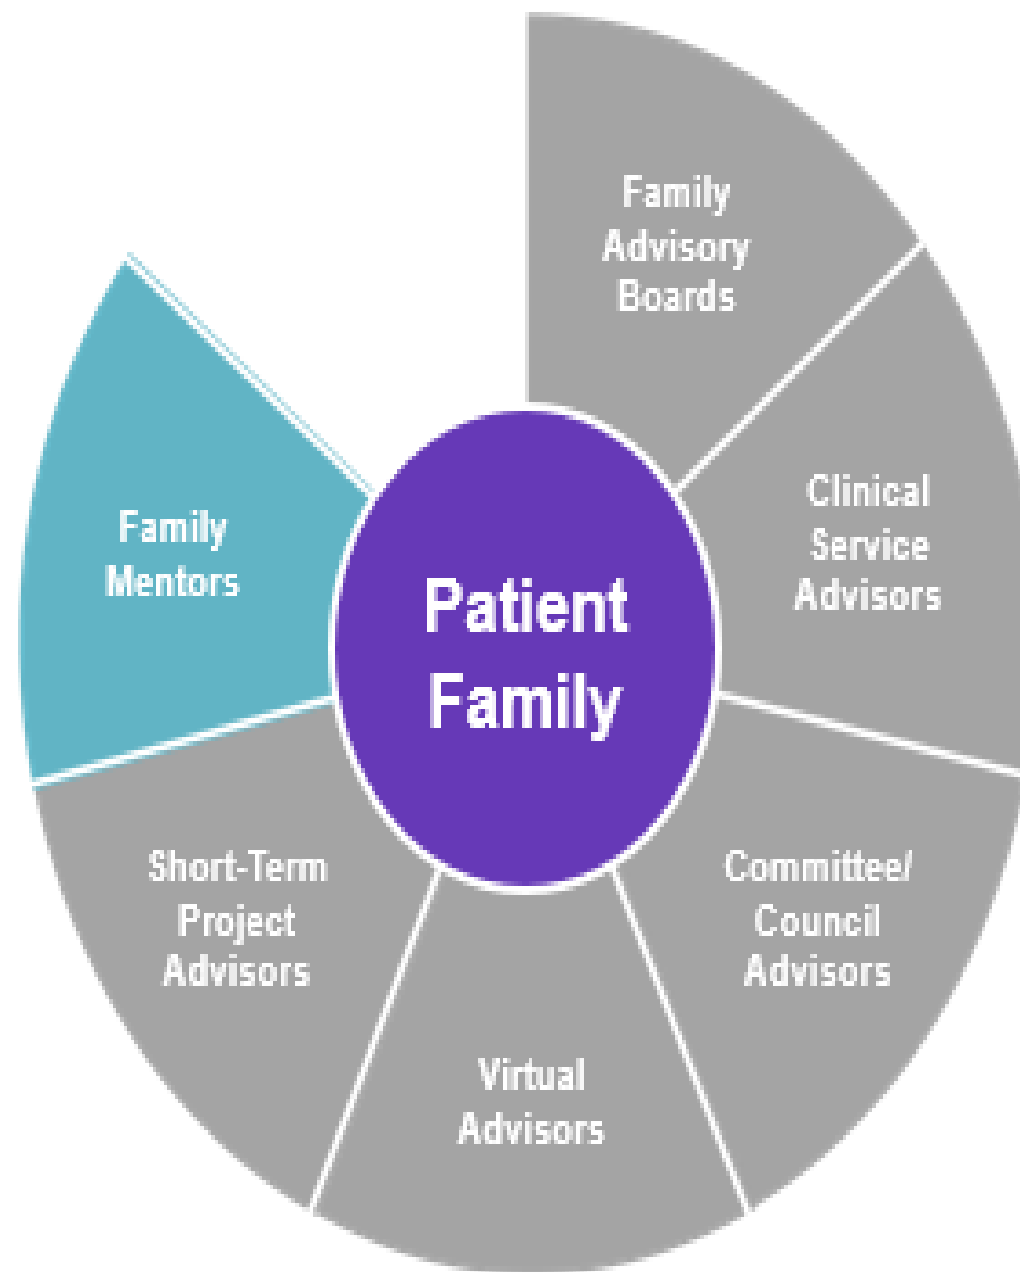 Family
Advisory
Boards
Clinical
Service
Advisors
Committee/
Council
Advisors
Virtual
Advisors
Short-Term
Project
Advisors
Family
Mentors
Patient
Family